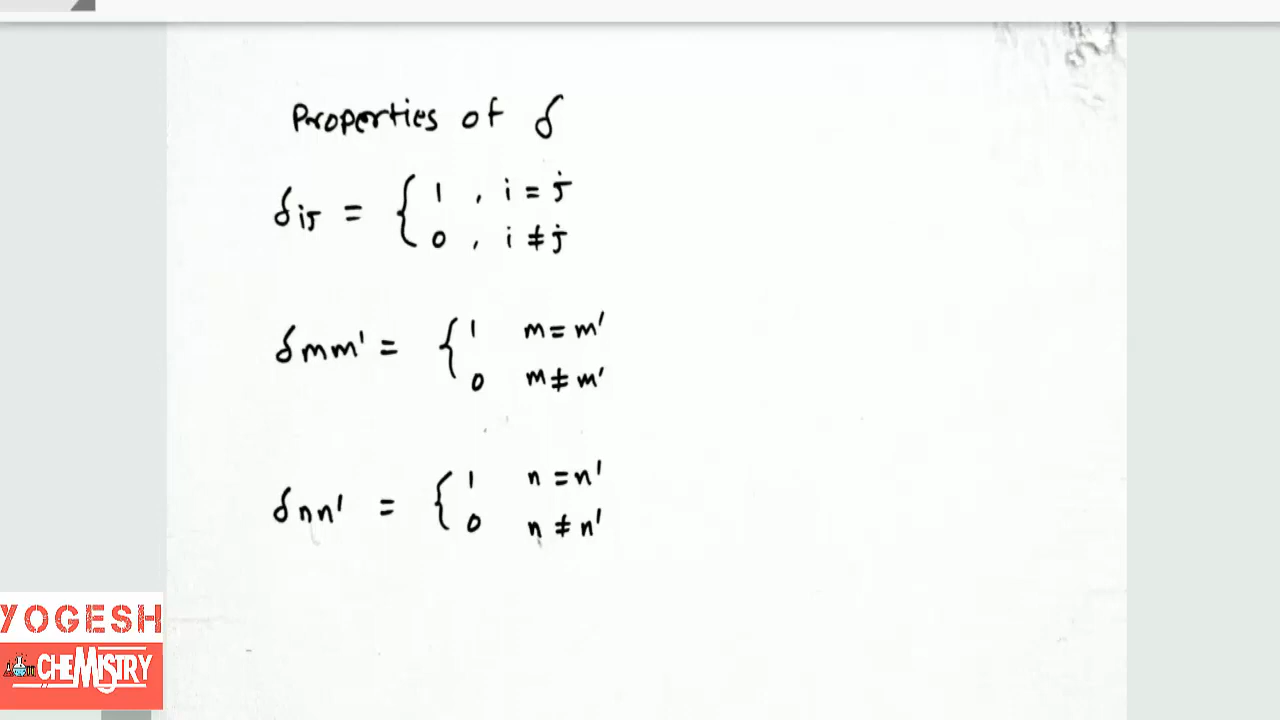 Properties of δ
δij = { 1 , i = j
0 , i ≠ j
δmm' = { 1 m = m'
0 m ≠ m'
δnn' = { 1 n = n'
0 n ≠ n'
YOGESH
CHEMISTRY